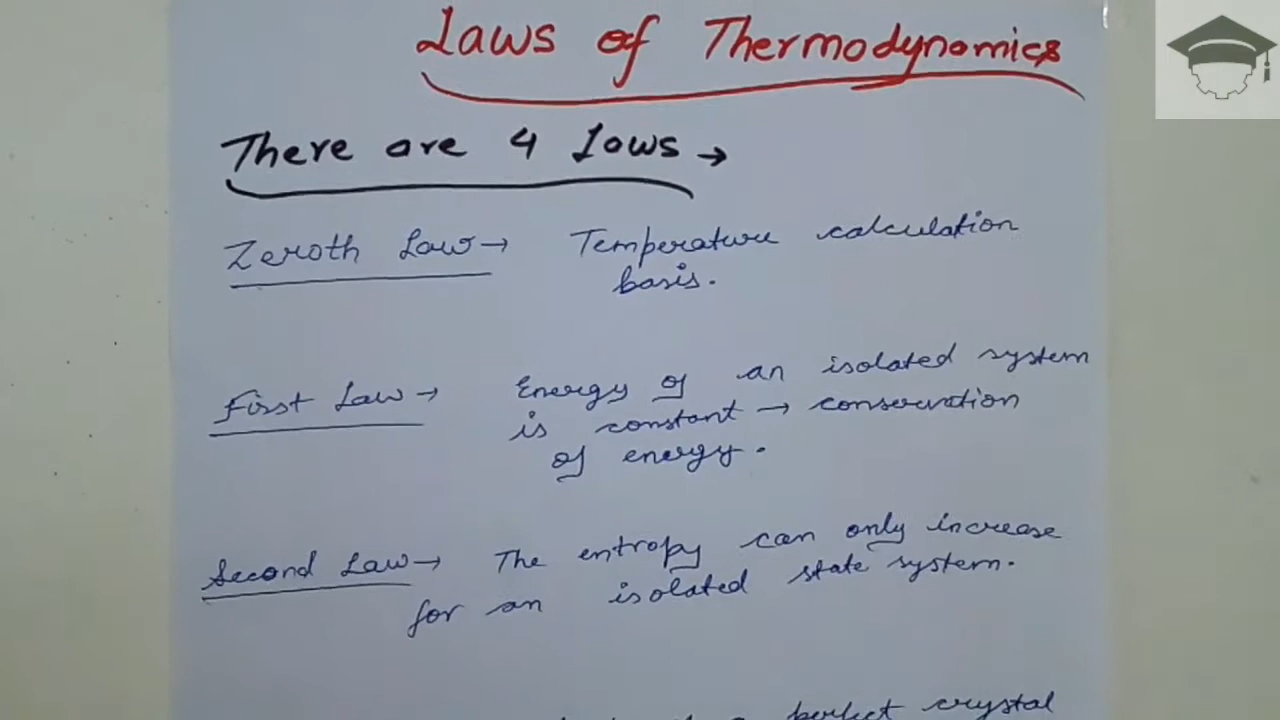 Laws of Thermodynamics
There are 4 Laws →
Zeroth Law → Temperature calculation
basis.
First Law → Energy of an isolated system
is constant → conservation
of energy.
Second Law → The entropy can only increase
for an isolated state system.
a perfect crystal